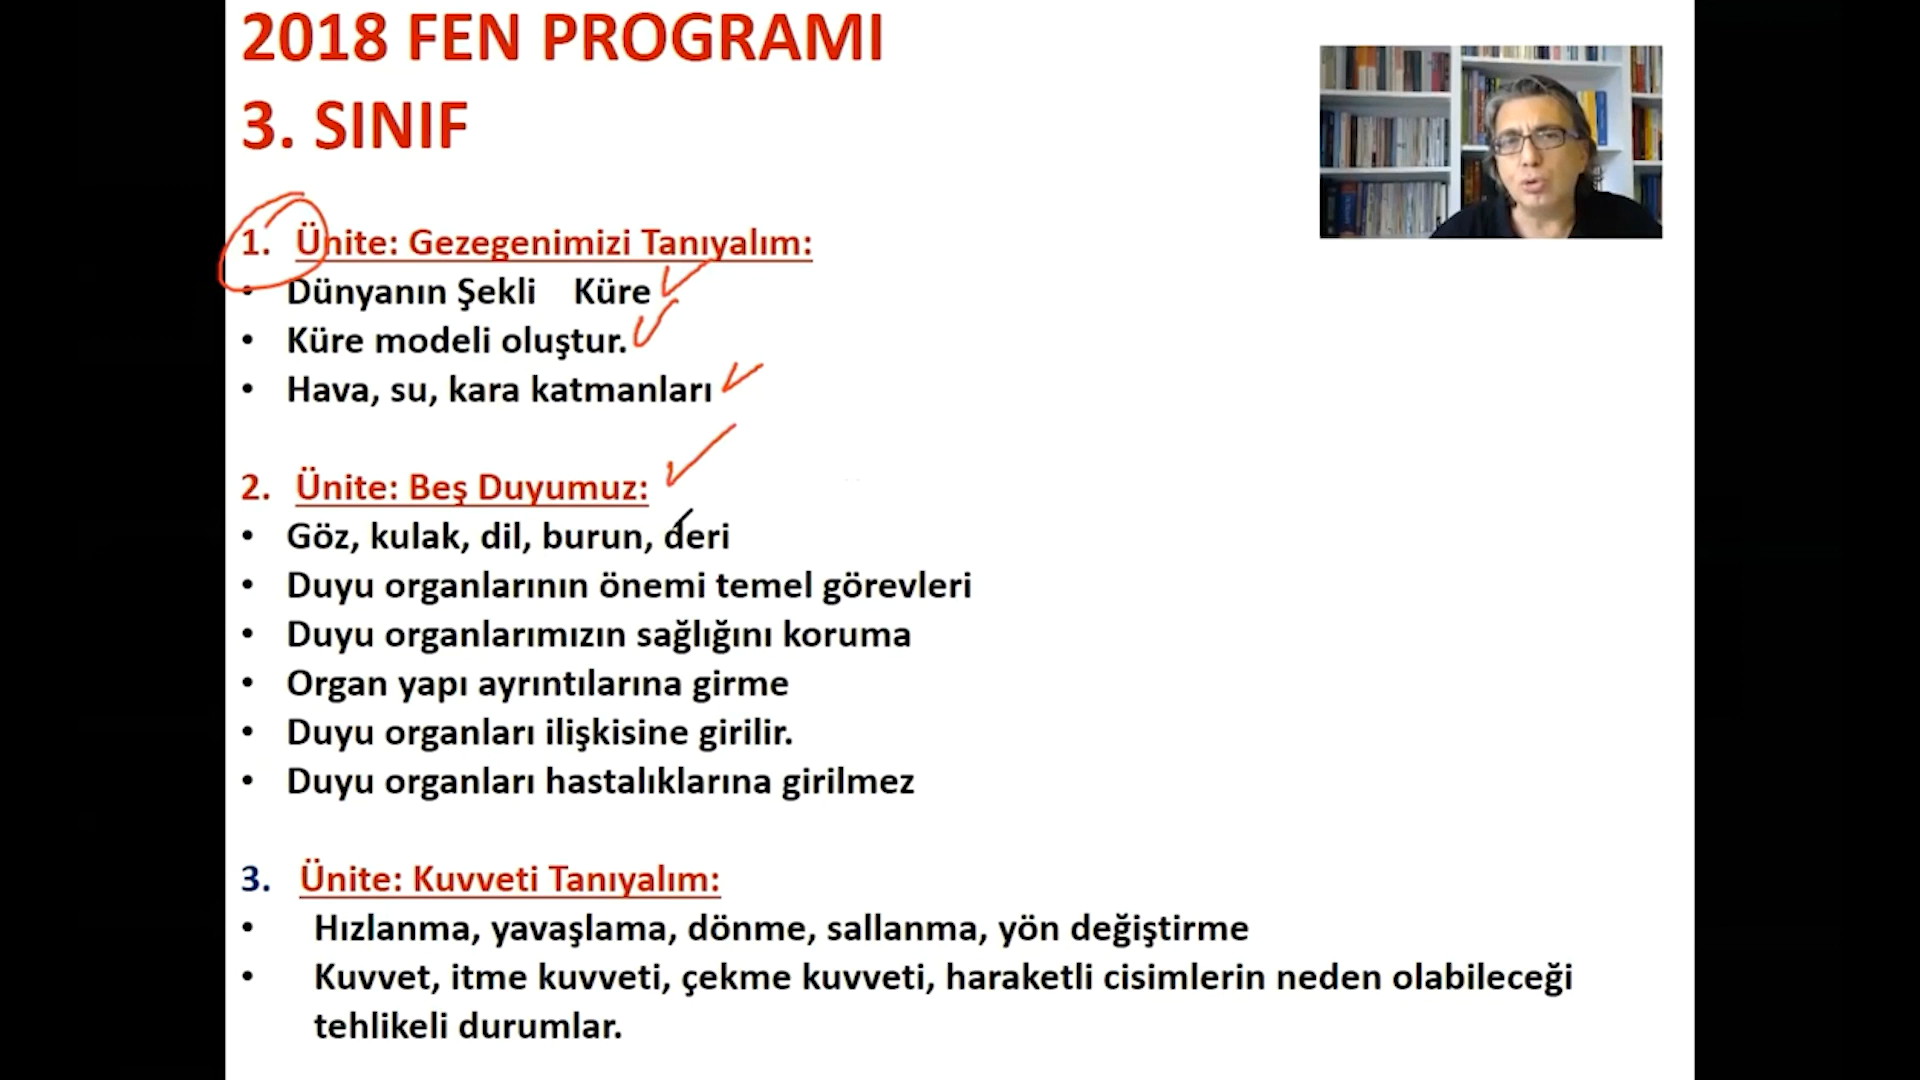 2018 FEN PROGRAMI
3. SINIF
1. Ünite: Gezegenimizi Tanıyalım:
• Dünyanın Şekli Küre
• Küre modeli oluştur.
• Hava, su, kara katmanları
2. Ünite: Beş Duyumuz:
• Göz, kulak, dil, burun, deri
• Duyu organlarının önemi temel görevleri
• Duyu organlarımızın sağlığını koruma
• Organ yapı ayrıntılarına girme
• Duyu organları ilişkisine girilir.
• Duyu organları hastalıklarına girilmez
3. Ünite: Kuvveti Tanıyalım:
• Hızlanma, yavaşlama, dönme, sallanma, yön değiştirme
• Kuvvet, itme kuvveti, çekme kuvveti, haraketli cisimlerin neden olabileceği
tehlikeli durumlar.